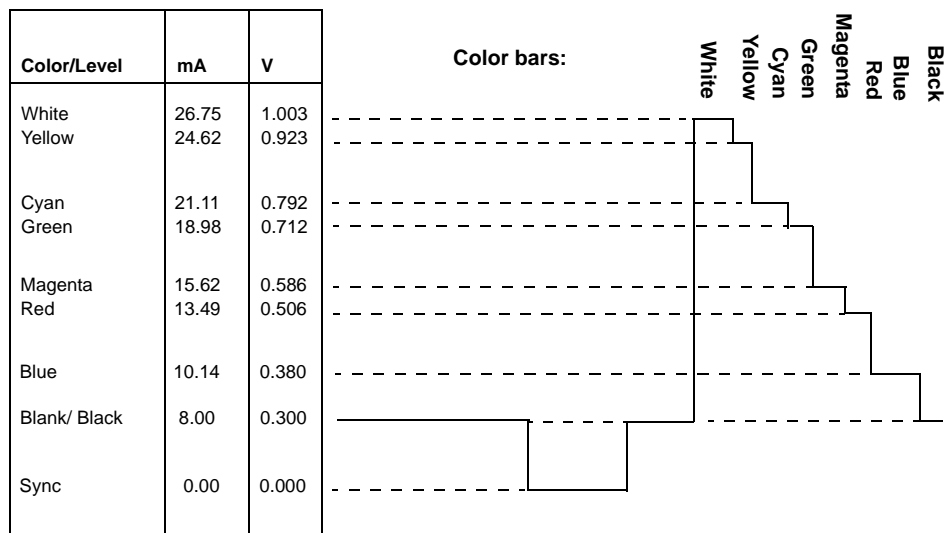 Color/Level mA V
White 26.75 1.003
Yellow 24.62 0.923
Cyan 21.11 0.792
Green 18.98 0.712
Magenta 15.62 0.586
Red 13.49 0.506
Blue 10.14 0.380
Blank/ Black 8.00 0.300
Sync 0.00 0.000
Color bars:
White
Yellow
Cyan
Green
Magenta
Red
Blue
Black